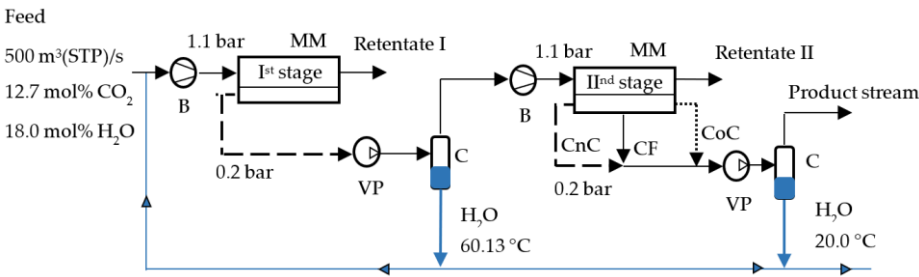 Feed
500 m³(STP)/s
12.7 mol% CO₂
18.0 mol% H₂O
1.1 bar
MM
Retentate I
Iˢᵗ stage
B
0.2 bar
VP
C
H₂O
60.13 °C
1.1 bar
MM
Retentate II
IIⁿᵈ stage
B
Product stream
CnC
CF
CoC
0.2 bar
VP
C
H₂O
20.0 °C